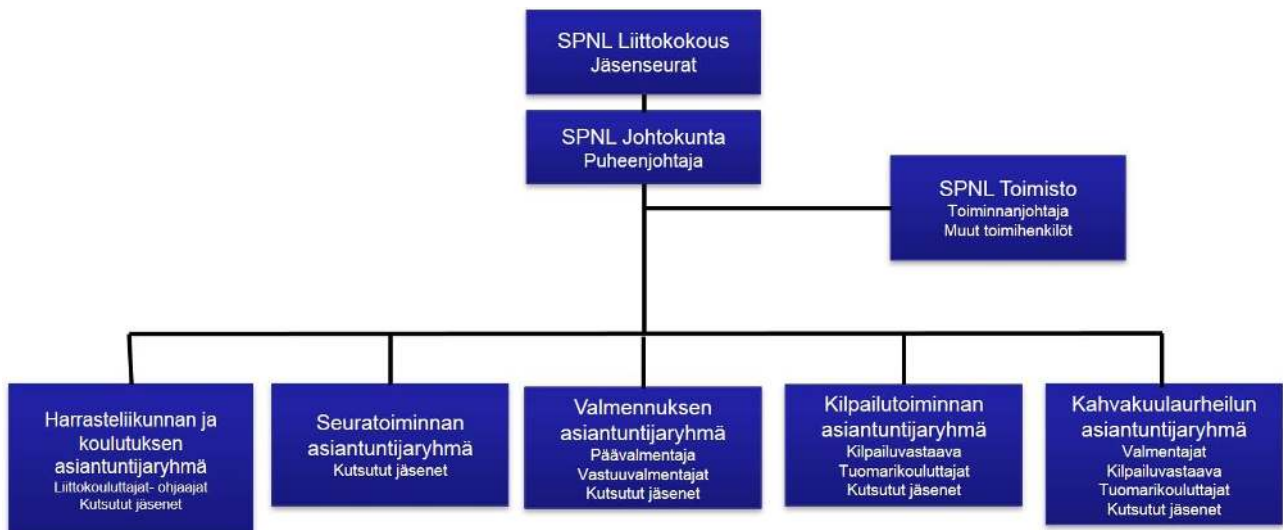 SPNL Liittokokous
Jäsenseurat
SPNL Johtokunta
Puheenjohtaja
SPNL Toimisto
Toiminnanjohtaja
Muut toimihenkilöt
Harrasteliikunnan ja
koulutuksen
asiantuntijaryhmä
Liittokouluttajat- ohjaajat
Kutsutut jäsenet
Seuratoiminnan
asiantuntijaryhmä
Kutsutut jäsenet
Valmennuksen
asiantuntijaryhmä
Päävalmentaja
Vastuuvalmentajat
Kutsutut jäsenet
Kilpailutoiminnan
asiantuntijaryhmä
Kilpailuvastaava
Tuomarikouluttajat
Kutsutut jäsenet
Kahvakuulaurheilun
asiantuntijaryhmä
Valmentajat
Kilpailuvastaava
Tuomarikouluttajat
Kutsutut jäsenet